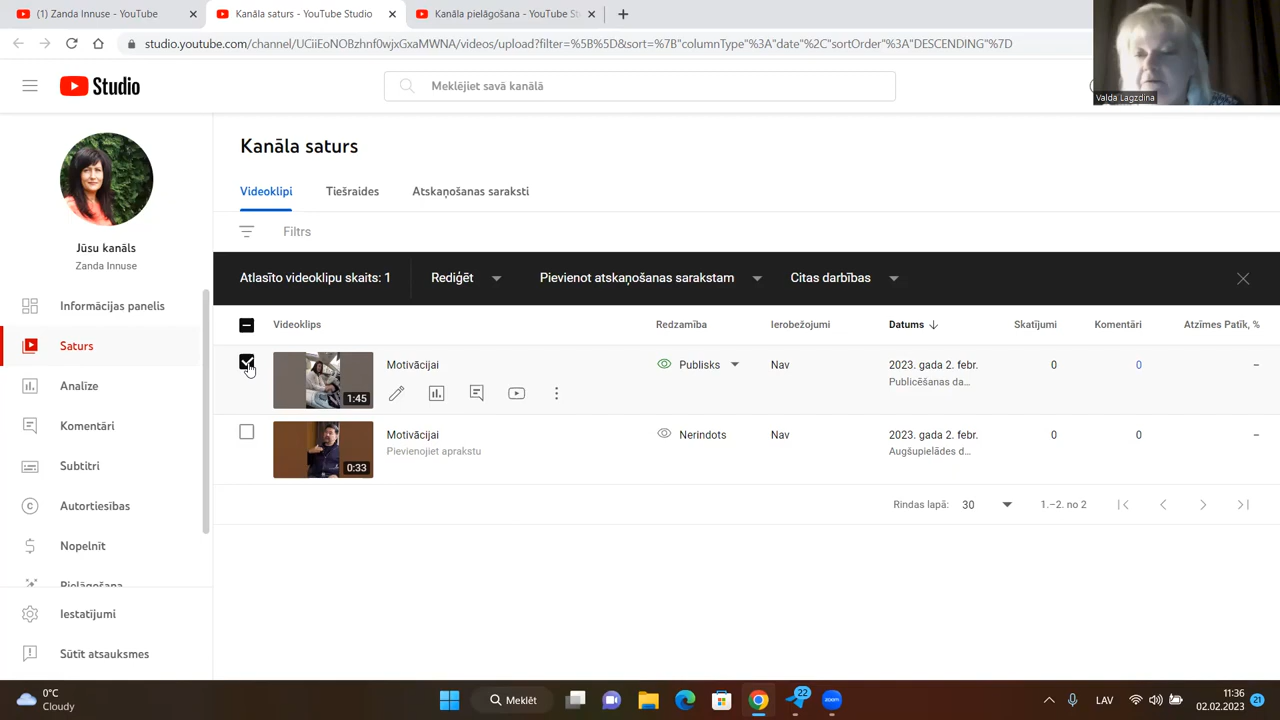 (1) Zanda Innuse - YouTube
Kanāla saturs - YouTube Studio
Kanāla pielāgošana - YouTube St
studio.youtube.com/channel/UCiiEoNOBzhnf0wjxGxaMWNA/videos/upload?filter=%5B%5D&sort=%7B"columnType"%3A"date"%2C"sortOrder"%3A"DESCENDING"%7D
Valda Lagzdina
Studio
Meklējiet savā kanālā
Kanāla saturs
Videoklipi
Tiešraides
Atskaņošanas saraksti
Filtrs
Jūsu kanāls
Zanda Innuse
Informācijas panelis
Saturs
Analīze
Komentāri
Subtitri
Autortiesības
Nopelnīt
Pielāgošana
Iestatījumi
Sūtīt atsauksmes
Atlasīto videoklipu skaits: 1
Rediģēt
Pievienot atskaņošanas sarakstam
Citas darbības
Videoklips
Redzamība
Ierobežojumi
Datums
Skatījumi
Komentāri
Atzīmes Patīk, %
1:45
Motivācijai
Publisks
Nav
2023. gada 2. febr.
Publicēšanas da...
0
0
–
0:33
Motivācijai
Pievienojiet aprakstu
Nerindots
Nav
2023. gada 2. febr.
Augšupielādes d...
0
0
–
Rindas lapā:
30
1.–2. no 2
0°C
Cloudy
Meklēt
22
zoom
LAV
11:36
02.02.2023
21